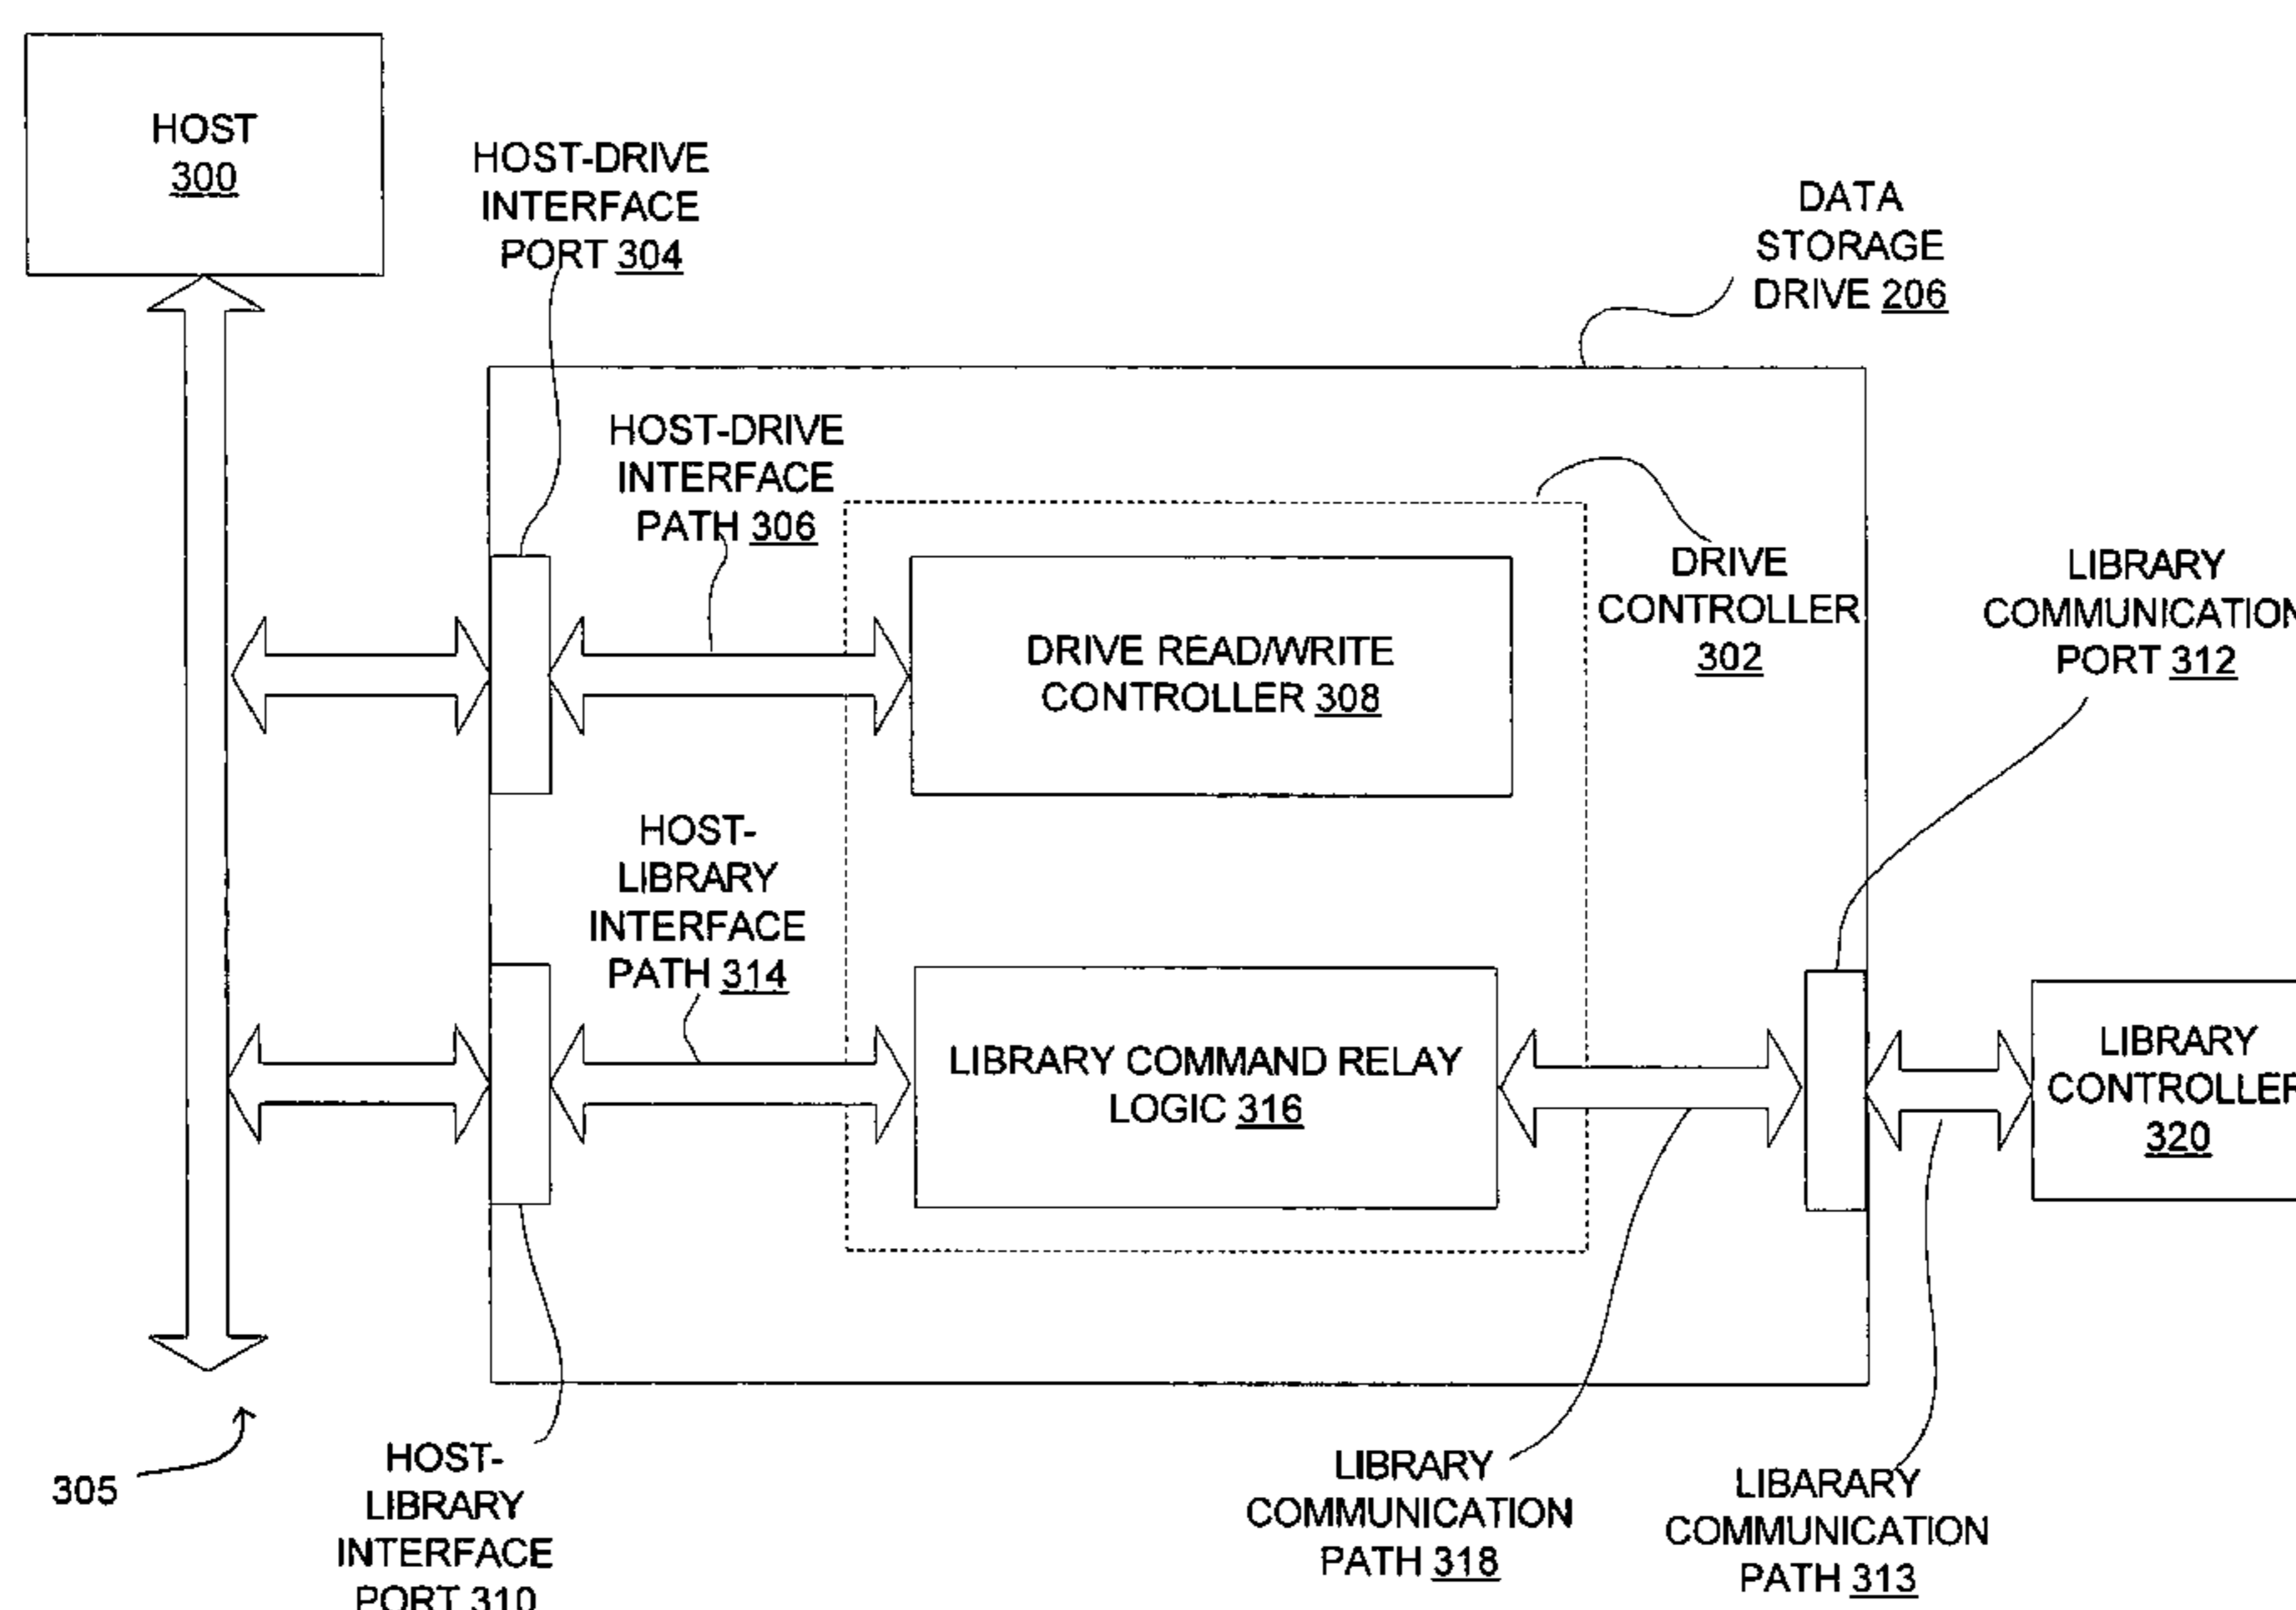 HOST
300
HOST-DRIVE
INTERFACE
PORT 304
DATA
STORAGE
DRIVE 206
HOST-DRIVE
INTERFACE
PATH 306
DRIVE
CONTROLLER
302
LIBRARY
COMMUNICATION
PORT 312
DRIVE READ/WRITE
CONTROLLER 308
HOST-
LIBRARY
INTERFACE
PATH 314
LIBRARY COMMAND RELAY
LOGIC 316
LIBRARY
CONTROLLER
320
305
HOST-
LIBRARY
INTERFACE
PORT 310
LIBRARY
COMMUNICATION
PATH 318
LIBARARY
COMMUNICATION
PATH 313